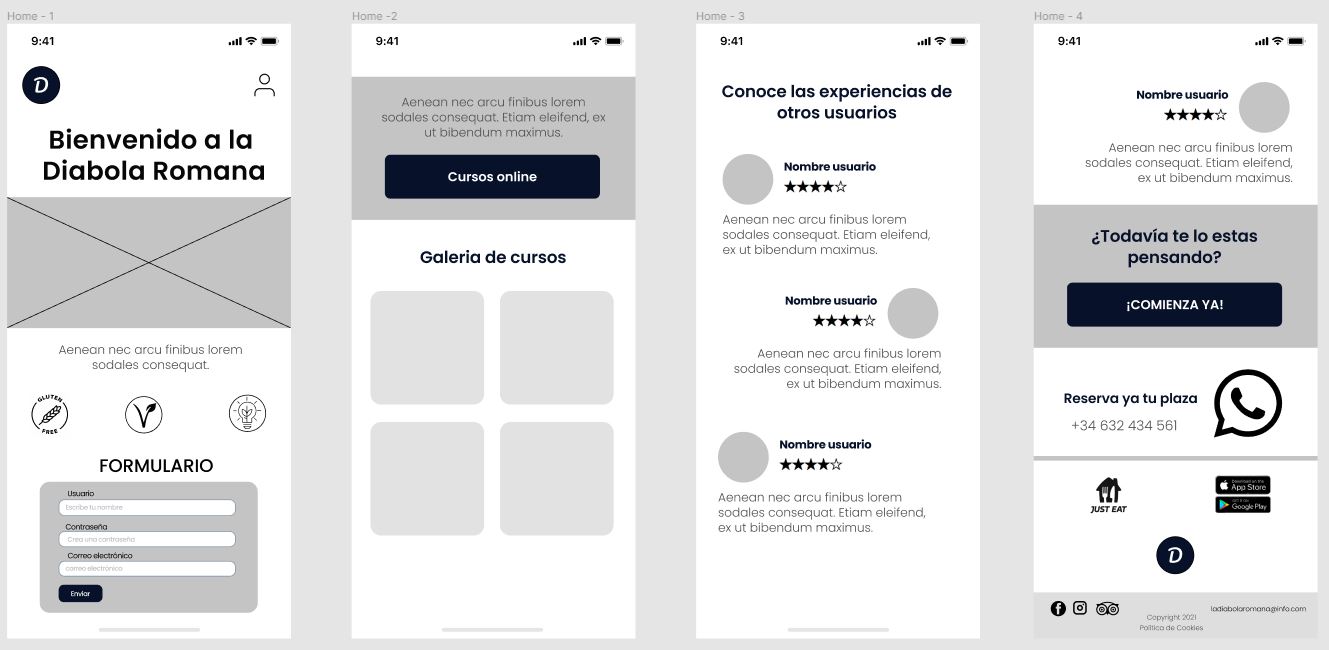 Home - 1
9:41
D
Bienvenido a la
Diabola Romana
Aenean nec arcu finibus lorem
sodales consequat.
GLUTEN
FREE
V
FORMULARIO
Usuario
Escribe tu nombre
Contraseña
Crea una contraseña
Correo electrónico
correo electrónico
Enviar
Home -2
9:41
Aenean nec arcu finibus lorem
sodales consequat. Etiam eleifend, ex
ut bibendum maximus.
Cursos online
Galeria de cursos
Home - 3
9:41
Conoce las experiencias de
otros usuarios
Nombre usuario
Aenean nec arcu finibus lorem
sodales consequat. Etiam eleifend,
ex ut bibendum maximus.
Nombre usuario
Aenean nec arcu finibus lorem
sodales consequat. Etiam eleifend,
ex ut bibendum maximus.
Nombre usuario
Aenean nec arcu finibus lorem
sodales consequat. Etiam eleifend,
ex ut bibendum maximus.
Home - 4
9:41
Nombre usuario
Aenean nec arcu finibus lorem
sodales consequat. Etiam eleifend,
ex ut bibendum maximus.
¿Todavía te lo estas
pensando?
¡COMIENZA YA!
Reserva ya tu plaza
+34 632 434 561
JUST EAT
Download on the
App Store
GET IT ON
Google Play
D
ladiabolaromana@info.com
Copyright 2021
Política de Cookies